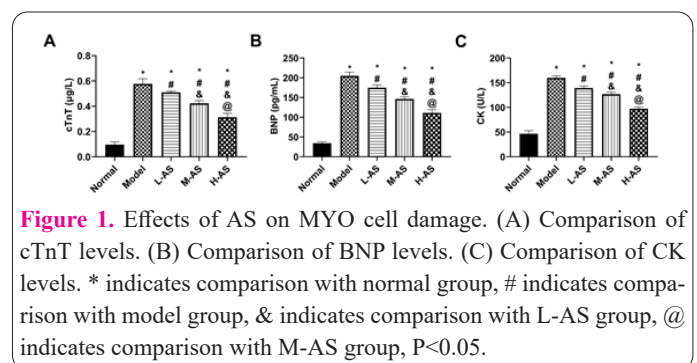 A
B
C
cTnT (μg/L)
0.8
0.6
0.4
0.2
0.0
*
*
#
*
#
&
*
#
&
@
Normal
Model
L-AS
M-AS
H-AS
BNP (pg/mL)
250
200
150
100
50
0
*
*
#
*
#
&
*
#
&
@
Normal
Model
L-AS
M-AS
H-AS
CK (U/L)
200
150
100
50
0
*
*
#
*
#
&
*
#
&
@
Normal
Model
L-AS
M-AS
H-AS
Figure 1. Effects of AS on MYO cell damage. (A) Comparison of
cTnT levels. (B) Comparison of BNP levels. (C) Comparison of CK
levels. * indicates comparison with normal group, # indicates compa-
rison with model group, & indicates comparison with L-AS group, @
indicates comparison with M-AS group, P<0.05.